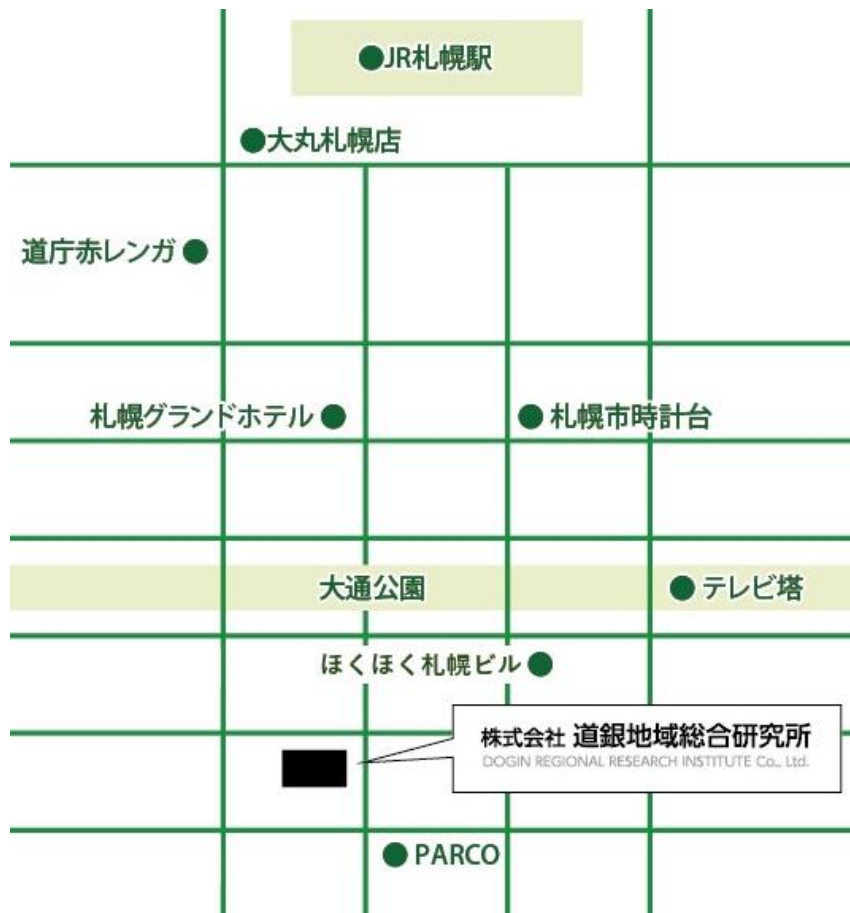 JR札幌駅
大丸札幌店
道庁赤レンガ
札幌グランドホテル
札幌市時計台
大通公園
テレビ塔
ほくほく札幌ビル
株式会社 道銀地域総合研究所
DOGIN REGIONAL RESEARCH INSTITUTE Co., Ltd.
PARCO